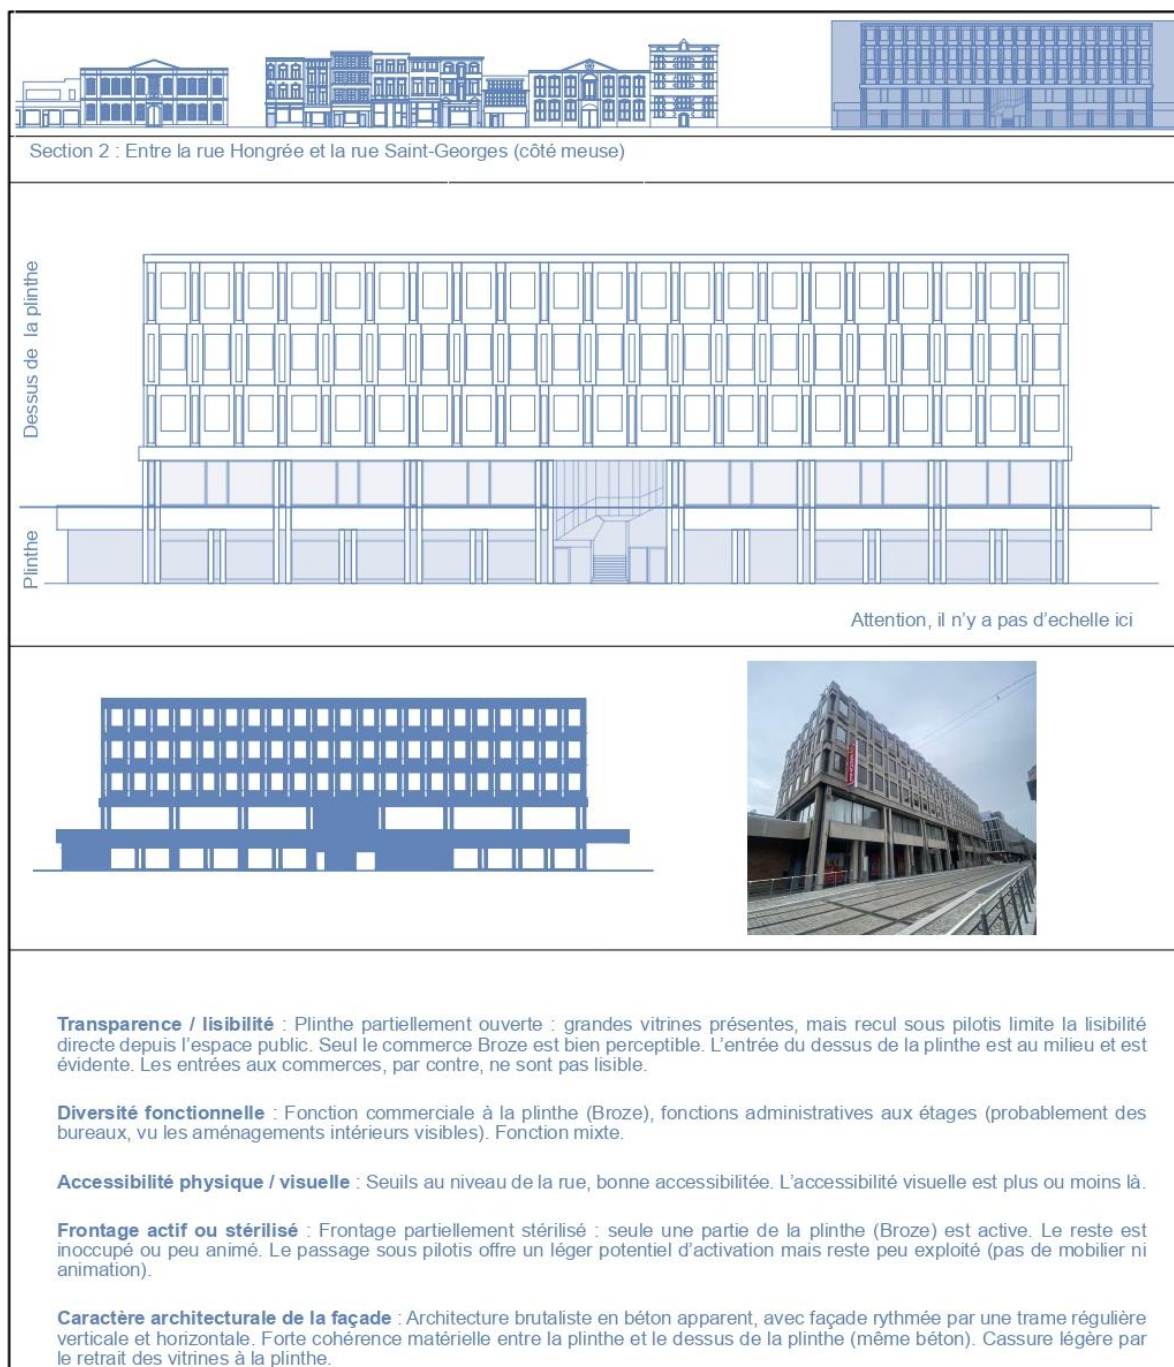 Section 2 : Entre la rue Hongrée et la rue Saint-Georges (côté meuse)
Dessus de la plinthe
Plinthe
Attention, il n'y a pas d'echelle ici
Transparence / lisibilité : Plinthe partiellement ouverte : grandes vitrines présentes, mais recul sous pilotis limite la lisibilité
directe depuis l'espace public. Seul le commerce Broze est bien perceptible. L'entrée du dessus de la plinthe est au milieu et est
évidente. Les entrées aux commerces, par contre, ne sont pas lisible.
Diversité fonctionnelle : Fonction commerciale à la plinthe (Broze), fonctions administratives aux étages (probablement des
bureaux, vu les aménagements intérieurs visibles). Fonction mixte.
Accessibilité physique / visuelle : Seuils au niveau de la rue, bonne accessibilitée. L'accessibilité visuelle est plus ou moins là.
Frontage actif ou stérilisé : Frontage partiellement stérilisé : seule une partie de la plinthe (Broze) est active. Le reste est
inoccupé ou peu animé. Le passage sous pilotis offre un léger potentiel d'activation mais reste peu exploité (pas de mobilier ni
animation).
Caractère architecturale de la façade : Architecture brutaliste en béton apparent, avec façade rythmée par une trame régulière
verticale et horizontale. Forte cohérence matérielle entre la plinthe et le dessus de la plinthe (même béton). Cassure légère par
le retrait des vitrines à la plinthe.